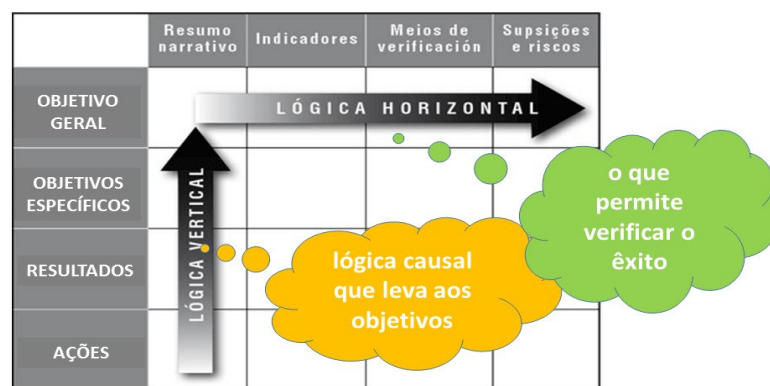 Resumo
narrativo
Indicadores
Meios de
verificación
Supsições
e riscos
OBJETIVO
GERAL
LÓGICA HORIZONTAL
OBJETIVOS
ESPECÍFICOS
RESULTADOS
AÇÕES
LÓGICA VERTICAL
lógica causal
que leva aos
objetivos
o que
permite
verificar o
êxito